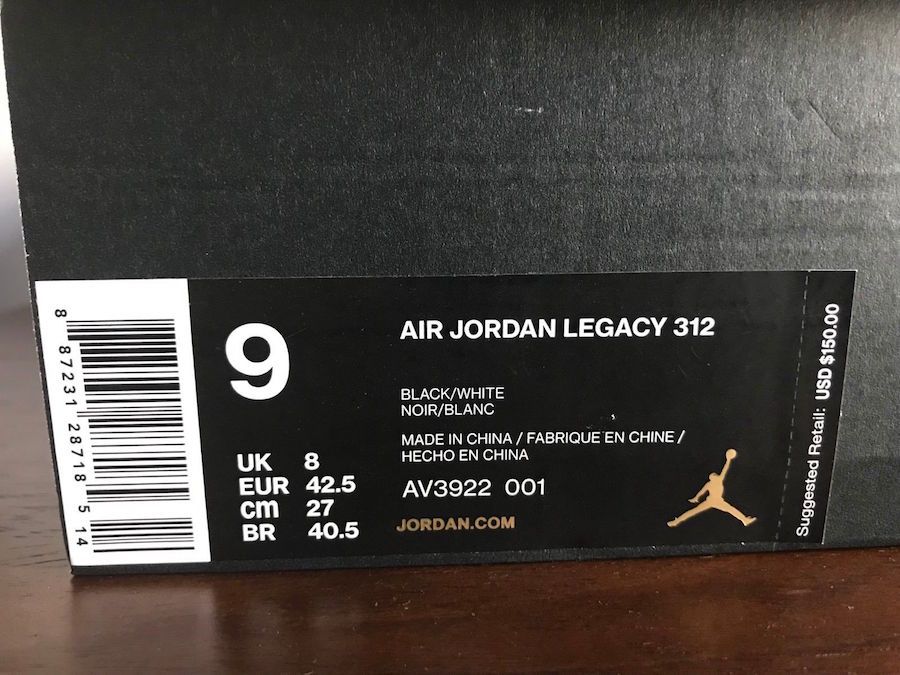 8 87231 28718 5 14
9
UK 8
EUR 42.5
cm 27
BR 40.5
AIR JORDAN LEGACY 312
BLACK/WHITE
NOIR/BLANC
MADE IN CHINA / FABRIQUE EN CHINE /
HECHO EN CHINA
AV3922 001
JORDAN.COM
Suggested Retail: USD $150.00